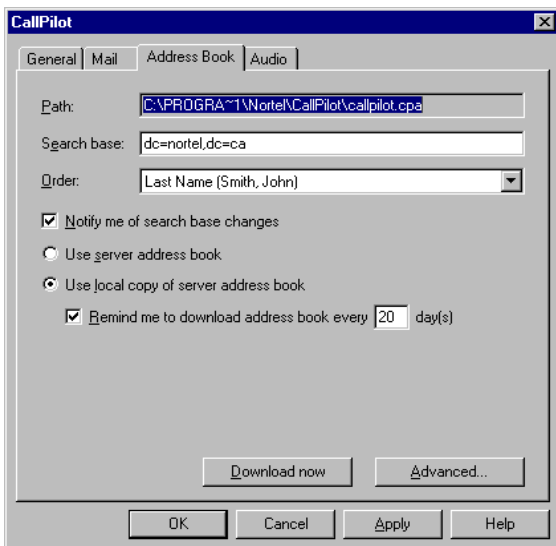 CallPilot
General Mail Address Book Audio
Path: C:\PROGRA~1\Nortel\CallPilot\callpilot.cpa
Search base: dc=nortel,dc=ca
Order: Last Name (Smith, John)
Notify me of search base changes
Use server address book
Use local copy of server address book
Remind me to download address book every 20 day(s)
Download now Advanced...
OK Cancel Apply Help